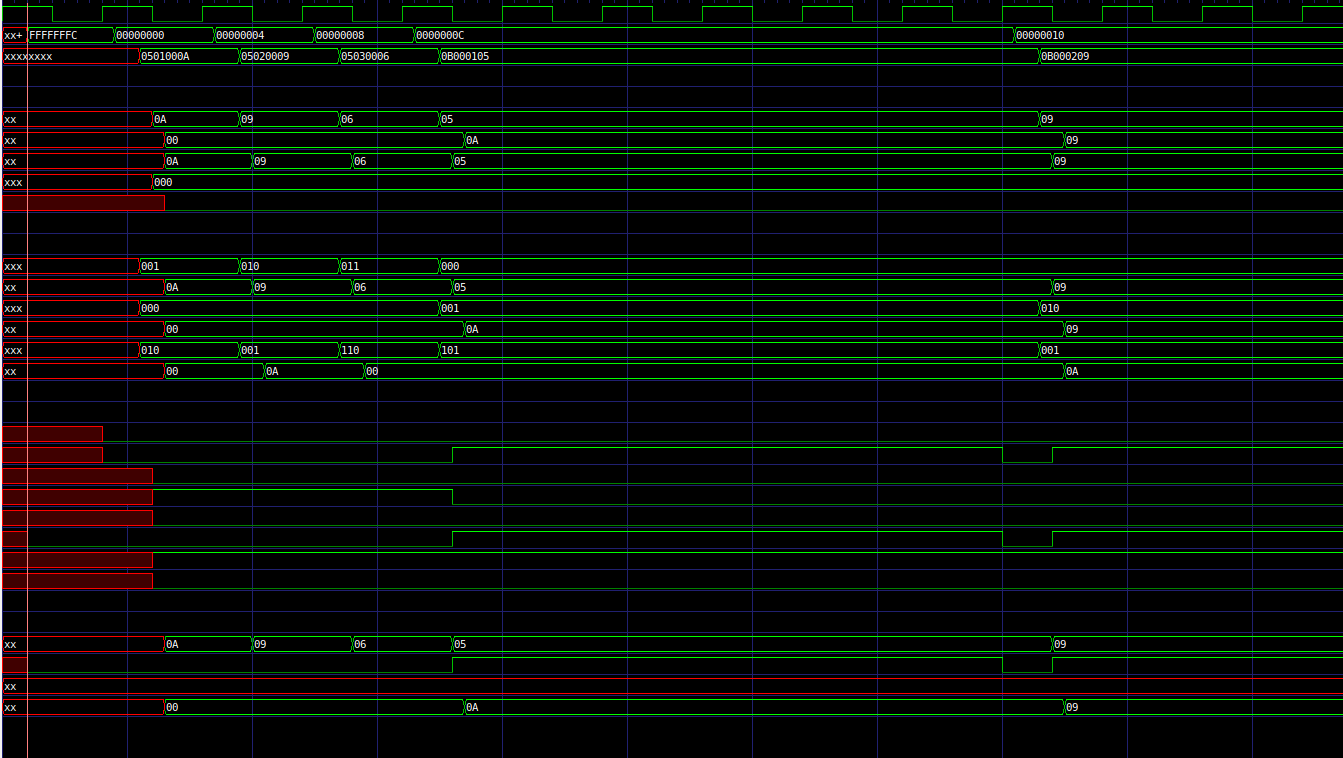 xx+ FFFFFFFC 00000000 00000004 00000008 0000000C 00000010
xxxxxxxx 0501000A 05020009 05030006 0B000105 0B000209
xx 0A 09 06 05 09
xx 00 0A 09
xx 0A 09 06 05 09
xxx 000
xxx 001 010 011 000
xx 0A 09 06 05 09
xxx 000 001 010
xx 00 0A 09
xxx 010 001 110 101 001
xx 00 0A 00 0A
xx 0A 09 06 05 09
xx
xx 00 0A 09